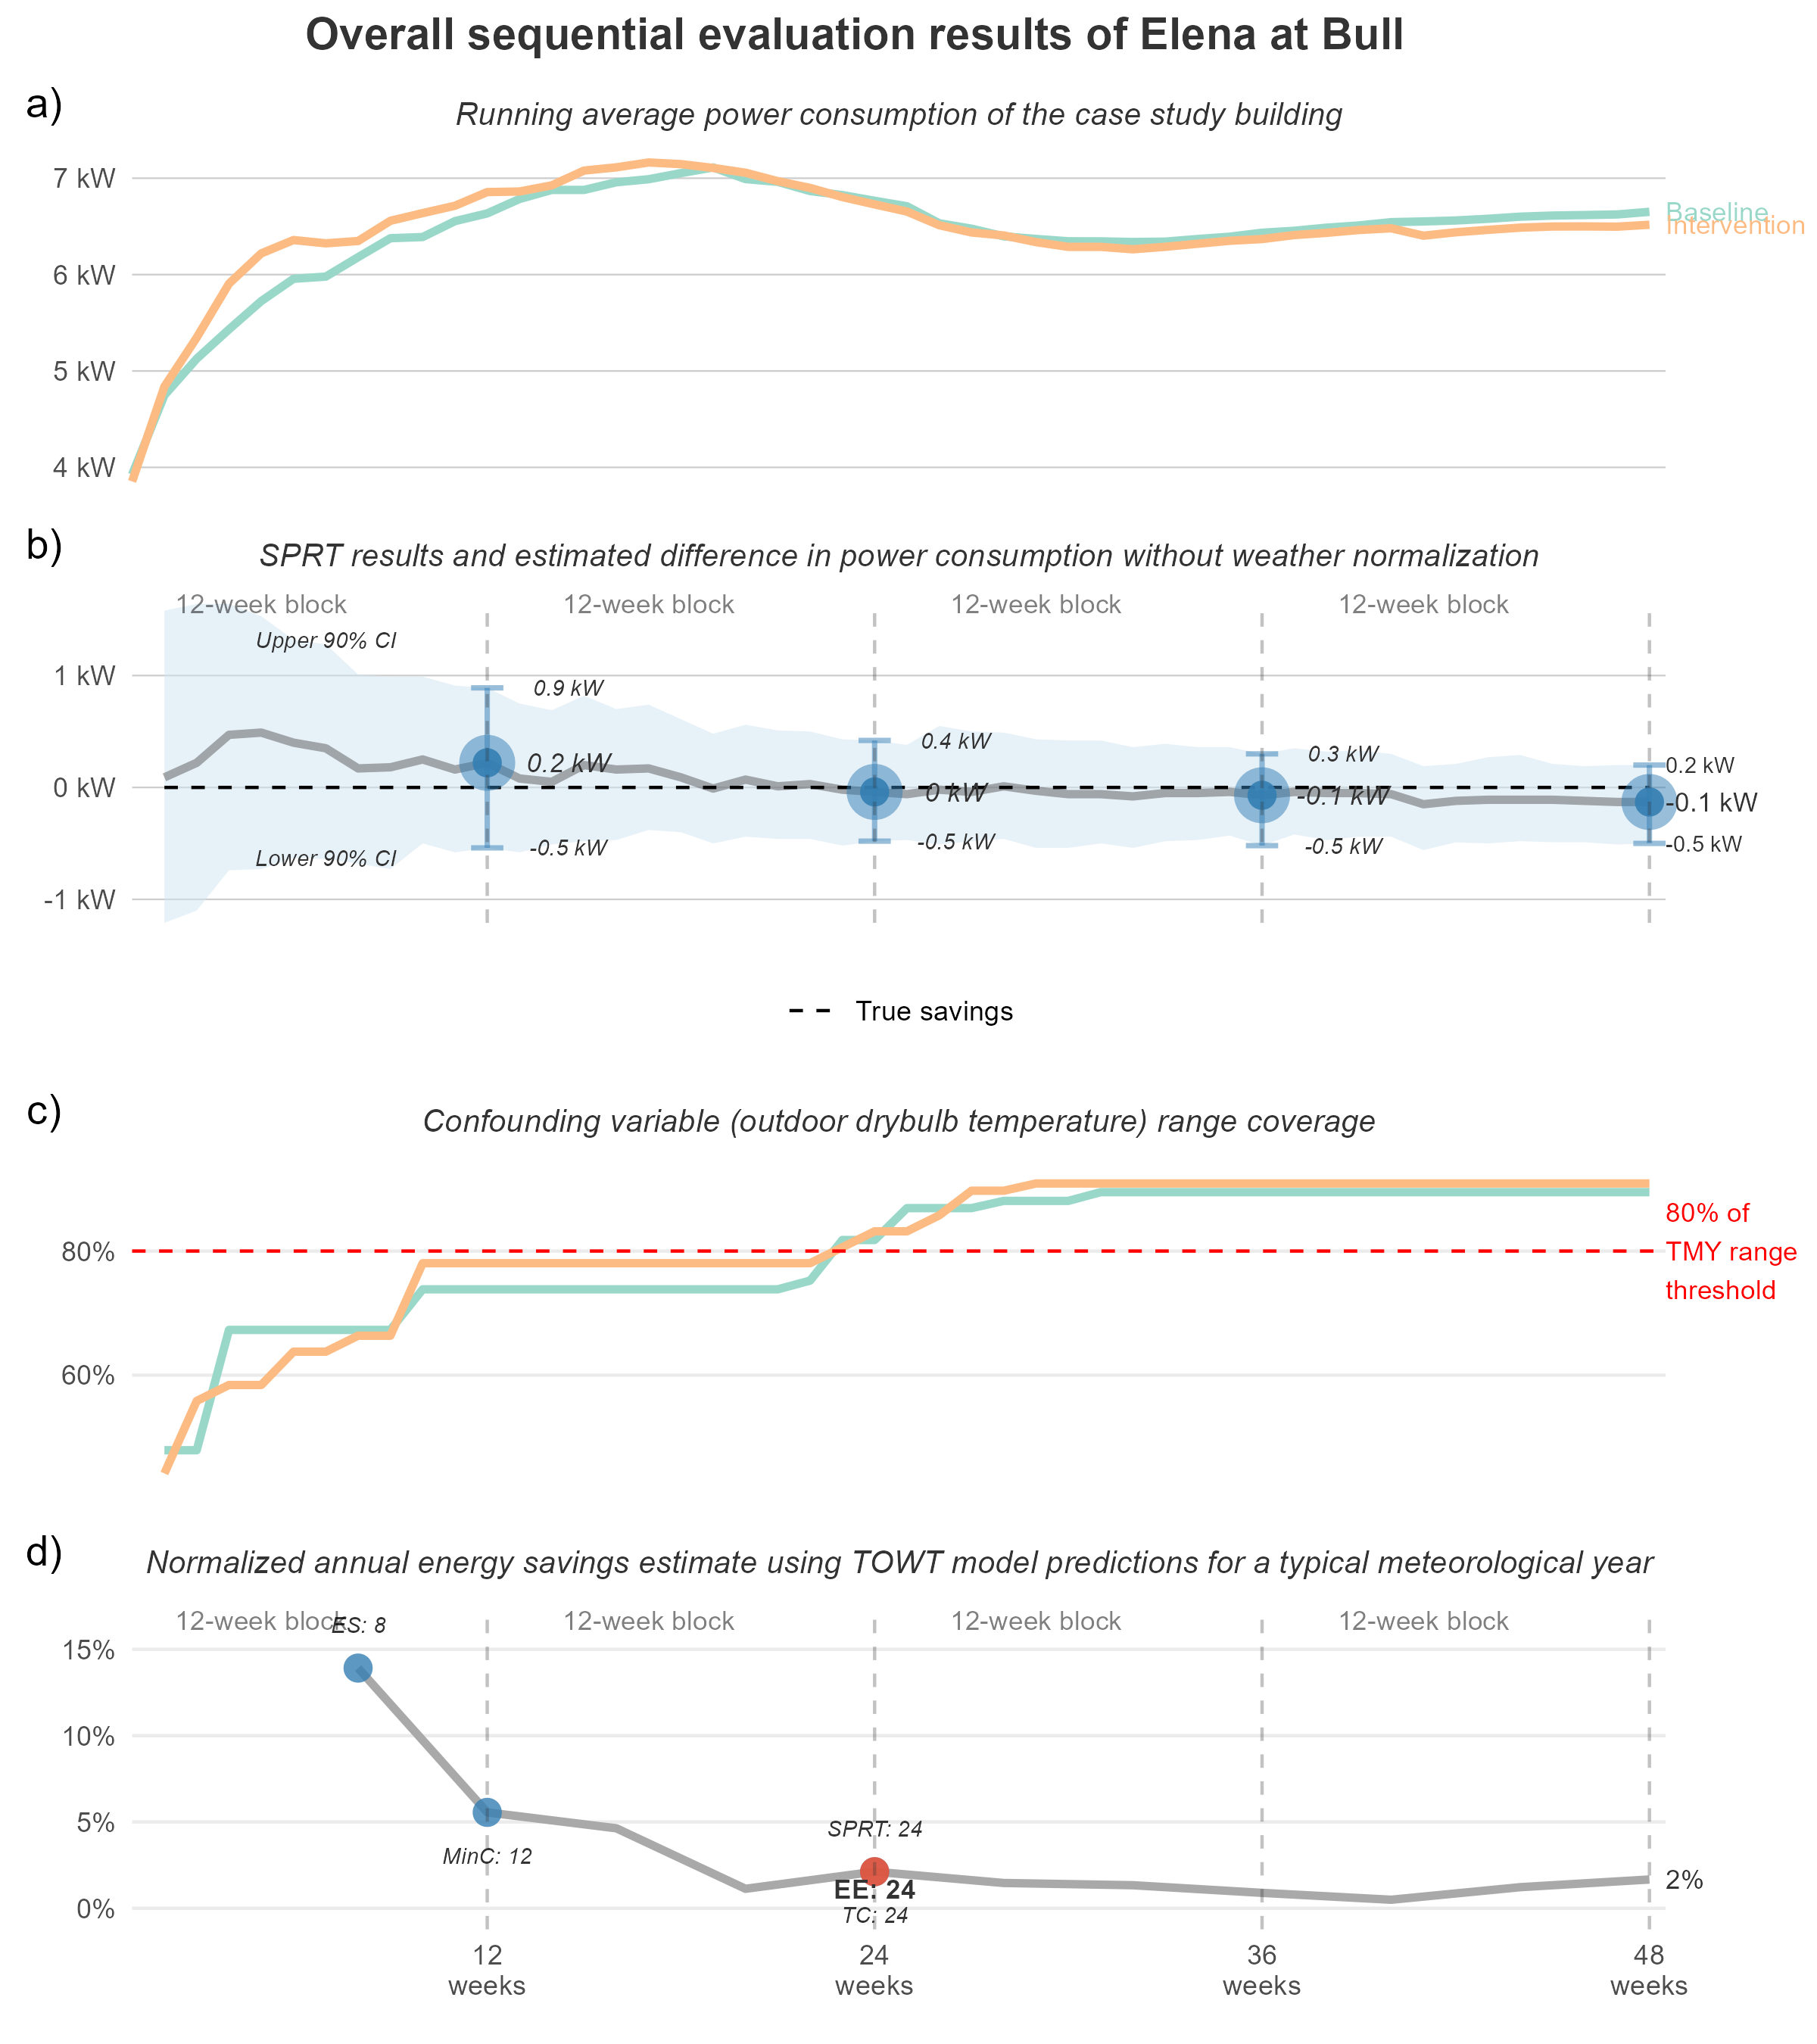 Overall sequential evaluation results of Elena at Bull
a)
Running average power consumption of the case study building
7 kW
6 kW
5 kW
4 kW
Baseline
Intervention
b)
SPRT results and estimated difference in power consumption without weather normalization
12-week block
12-week block
12-week block
12-week block
Upper 90% CI
Lower 90% CI
1 kW
0 kW
-1 kW
0.9 kW
0.2 kW
-0.5 kW
0.4 kW
0 kW
-0.5 kW
0.3 kW
-0.1 kW
-0.5 kW
0.2 kW
-0.1 kW
-0.5 kW
True savings
c)
Confounding variable (outdoor drybulb temperature) range coverage
80%
60%
80% of
TMY range
threshold
d)
Normalized annual energy savings estimate using TOWT model predictions for a typical meteorological year
12-week block
12-week block
12-week block
12-week block
ES: 8
15%
10%
5%
0%
MinC: 12
SPRT: 24
EE: 24
TC: 24
2%
12
weeks
24
weeks
36
weeks
48
weeks